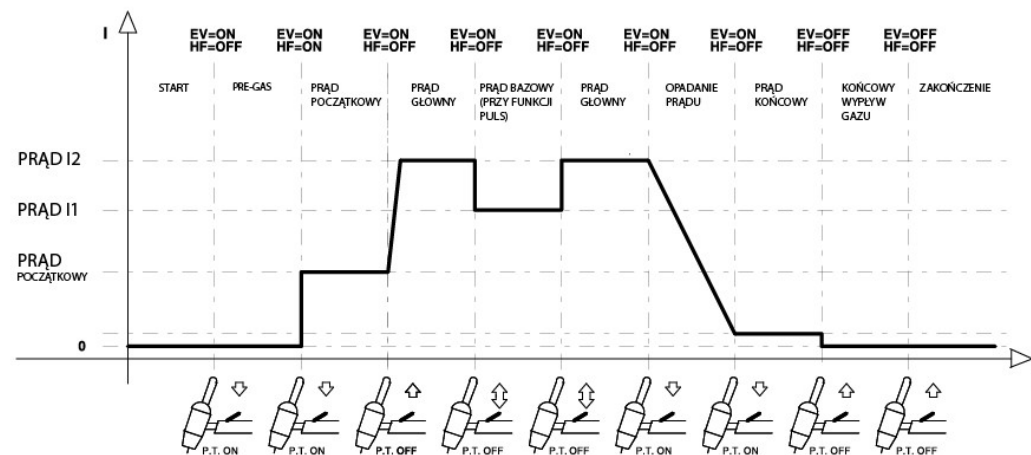 I
EV=ON EV=ON EV=ON EV=ON EV=ON EV=ON EV=ON EV=OFF EV=OFF
HF=OFF HF=ON HF=OFF HF=OFF HF=OFF HF=OFF HF=OFF HF=OFF HF=OFF
START
PRE-GAS
PRĄD
POCZĄTKOWY
PRĄD
GŁOWNY
PRĄD BAZOWY
(PRZY FUNKCJI
PULS)
PRĄD
GŁOWNY
OPADANIE
PRĄDU
PRĄD
KOŃCOWY
KOŃCOWY
WYPŁYW
GAZU
ZAKOŃCZENIE
PRĄD I2
PRĄD I1
PRĄD
POCZĄTKOWY
0
P.T. ON P.T. ON P.T. OFF P.T. OFF P.T. OFF P.T. ON P.T. ON P.T. OFF P.T. OFF